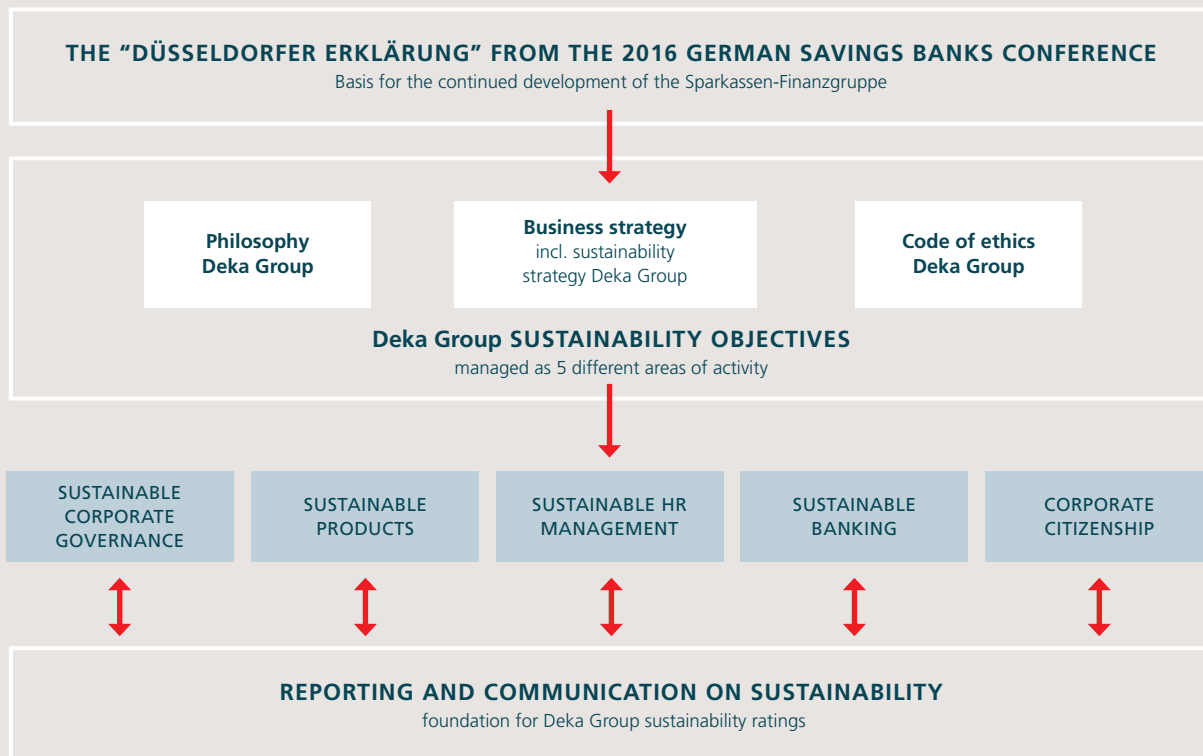 THE “DÜSSELDORFER ERKLÄRUNG” FROM THE 2016 GERMAN SAVINGS BANKS CONFERENCE
Basis for the continued development of the Sparkassen-Finanzgruppe
Philosophy
Deka Group
Business strategy
incl. sustainability
strategy Deka Group
Code of ethics
Deka Group
Deka Group SUSTAINABILITY OBJECTIVES
managed as 5 different areas of activity
SUSTAINABLE
CORPORATE
GOVERNANCE
SUSTAINABLE
PRODUCTS
SUSTAINABLE HR
MANAGEMENT
SUSTAINABLE
BANKING
CORPORATE
CITIZENSHIP
REPORTING AND COMMUNICATION ON SUSTAINABILITY
foundation for Deka Group sustainability ratings